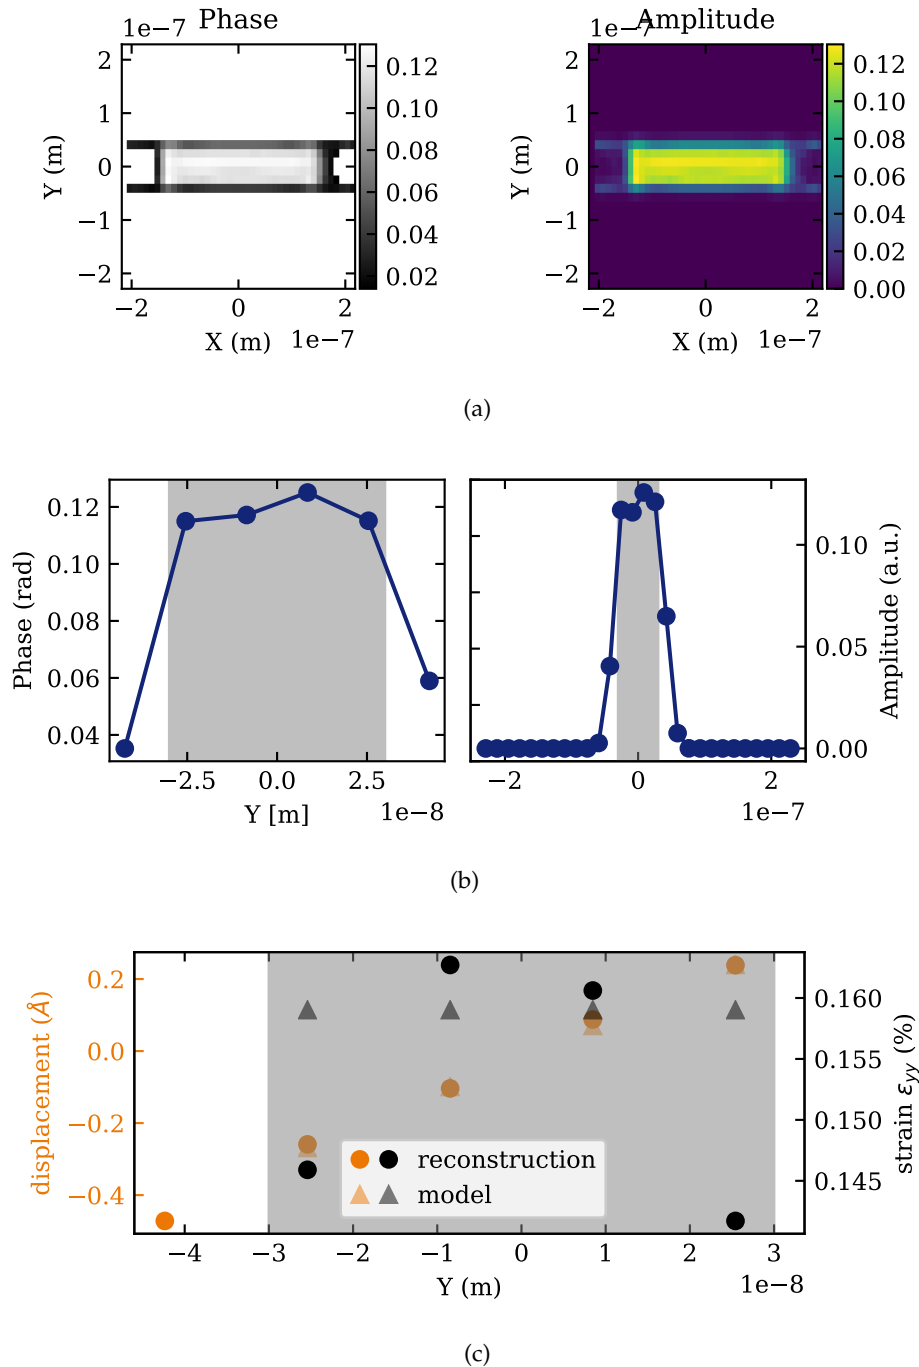 1e−7 Phase
2
1
0
−1
−2
Y (m)
−2 0 2
X (m) 1e−7
0.12
0.10
0.08
0.06
0.04
0.02
1e−7 Amplitude
2
1
0
−1
−2
Y (m)
−2 0 2
X (m) 1e−7
0.12
0.10
0.08
0.06
0.04
0.02
0.00
(a)
0.12
0.10
0.08
0.06
0.04
Phase (rad)
−2.5 0.0 2.5
Y [m] 1e−8
0.10
0.05
0.00
Amplitude (a.u.)
−2 0 2
1e−7
(b)
0.2
0.0
−0.2
−0.4
displacement (Å)
0.160
0.155
0.150
0.145
strain εyy (%)
reconstruction
model
−4 −3 −2 −1 0 1 2 3
Y (m) 1e−8
(c)